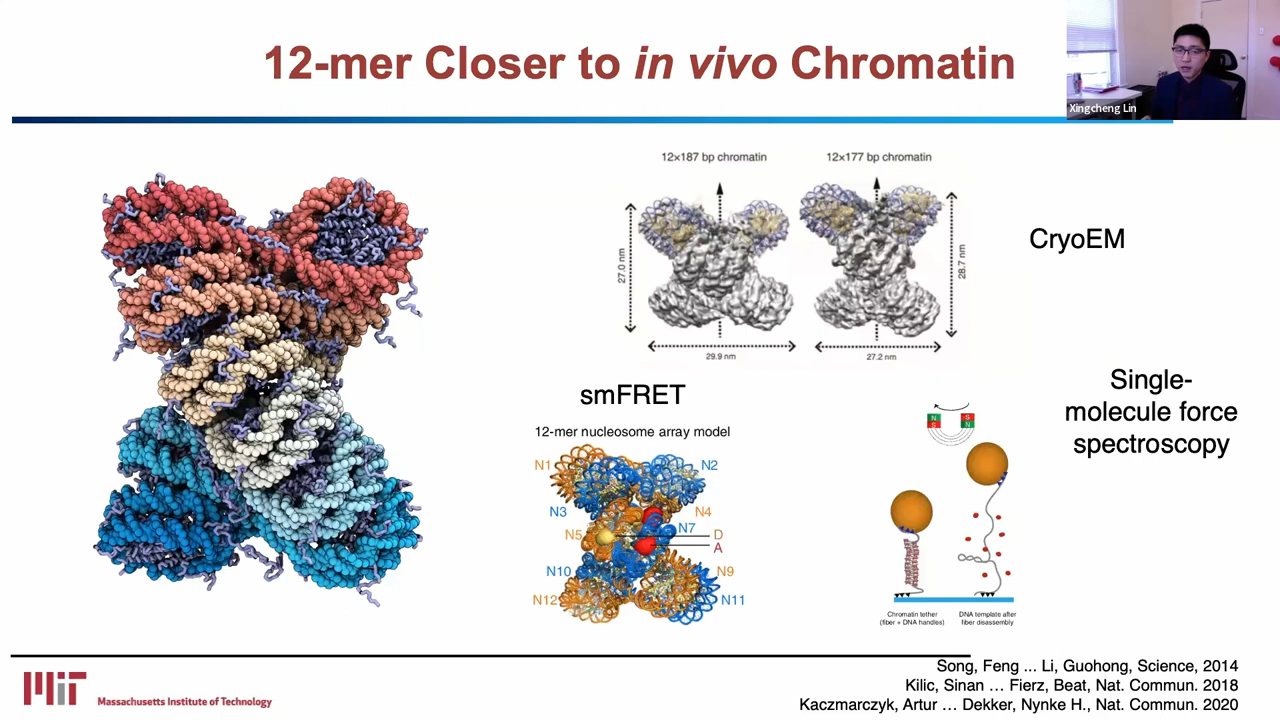 12-mer Closer to in vivo Chromatin
Xingcheng Lin
12×187 bp chromatin
12×177 bp chromatin
27.0 nm
29.9 nm
27.2 nm
28.7 nm
CryoEM
smFRET
12-mer nucleosome array model
N1
N2
N3
N4
N5
N7
D
A
N10
N9
N12
N11
Single-
molecule force
spectroscopy
N
S
S
N
Chromatin tether
(fiber + DNA handles)
DNA template after
fiber disassembly
MIT
Massachusetts Institute of Technology
Song, Feng ... Li, Guohong, Science, 2014
Kilic, Sinan … Fierz, Beat, Nat. Commun. 2018
Kaczmarczyk, Artur … Dekker, Nynke H., Nat. Commun. 2020